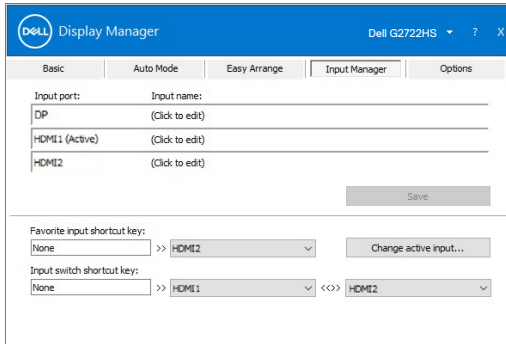 DELL Display Manager Dell G2722HS ? X
Basic Auto Mode Easy Arrange Input Manager Options
Input port: Input name:
DP (Click to edit)
HDMI1 (Active) (Click to edit)
HDMI2 (Click to edit)
Save
Favorite input shortcut key:
None >> HDMI2 Change active input...
Input switch shortcut key:
None >> HDMI1 <<>> HDMI2